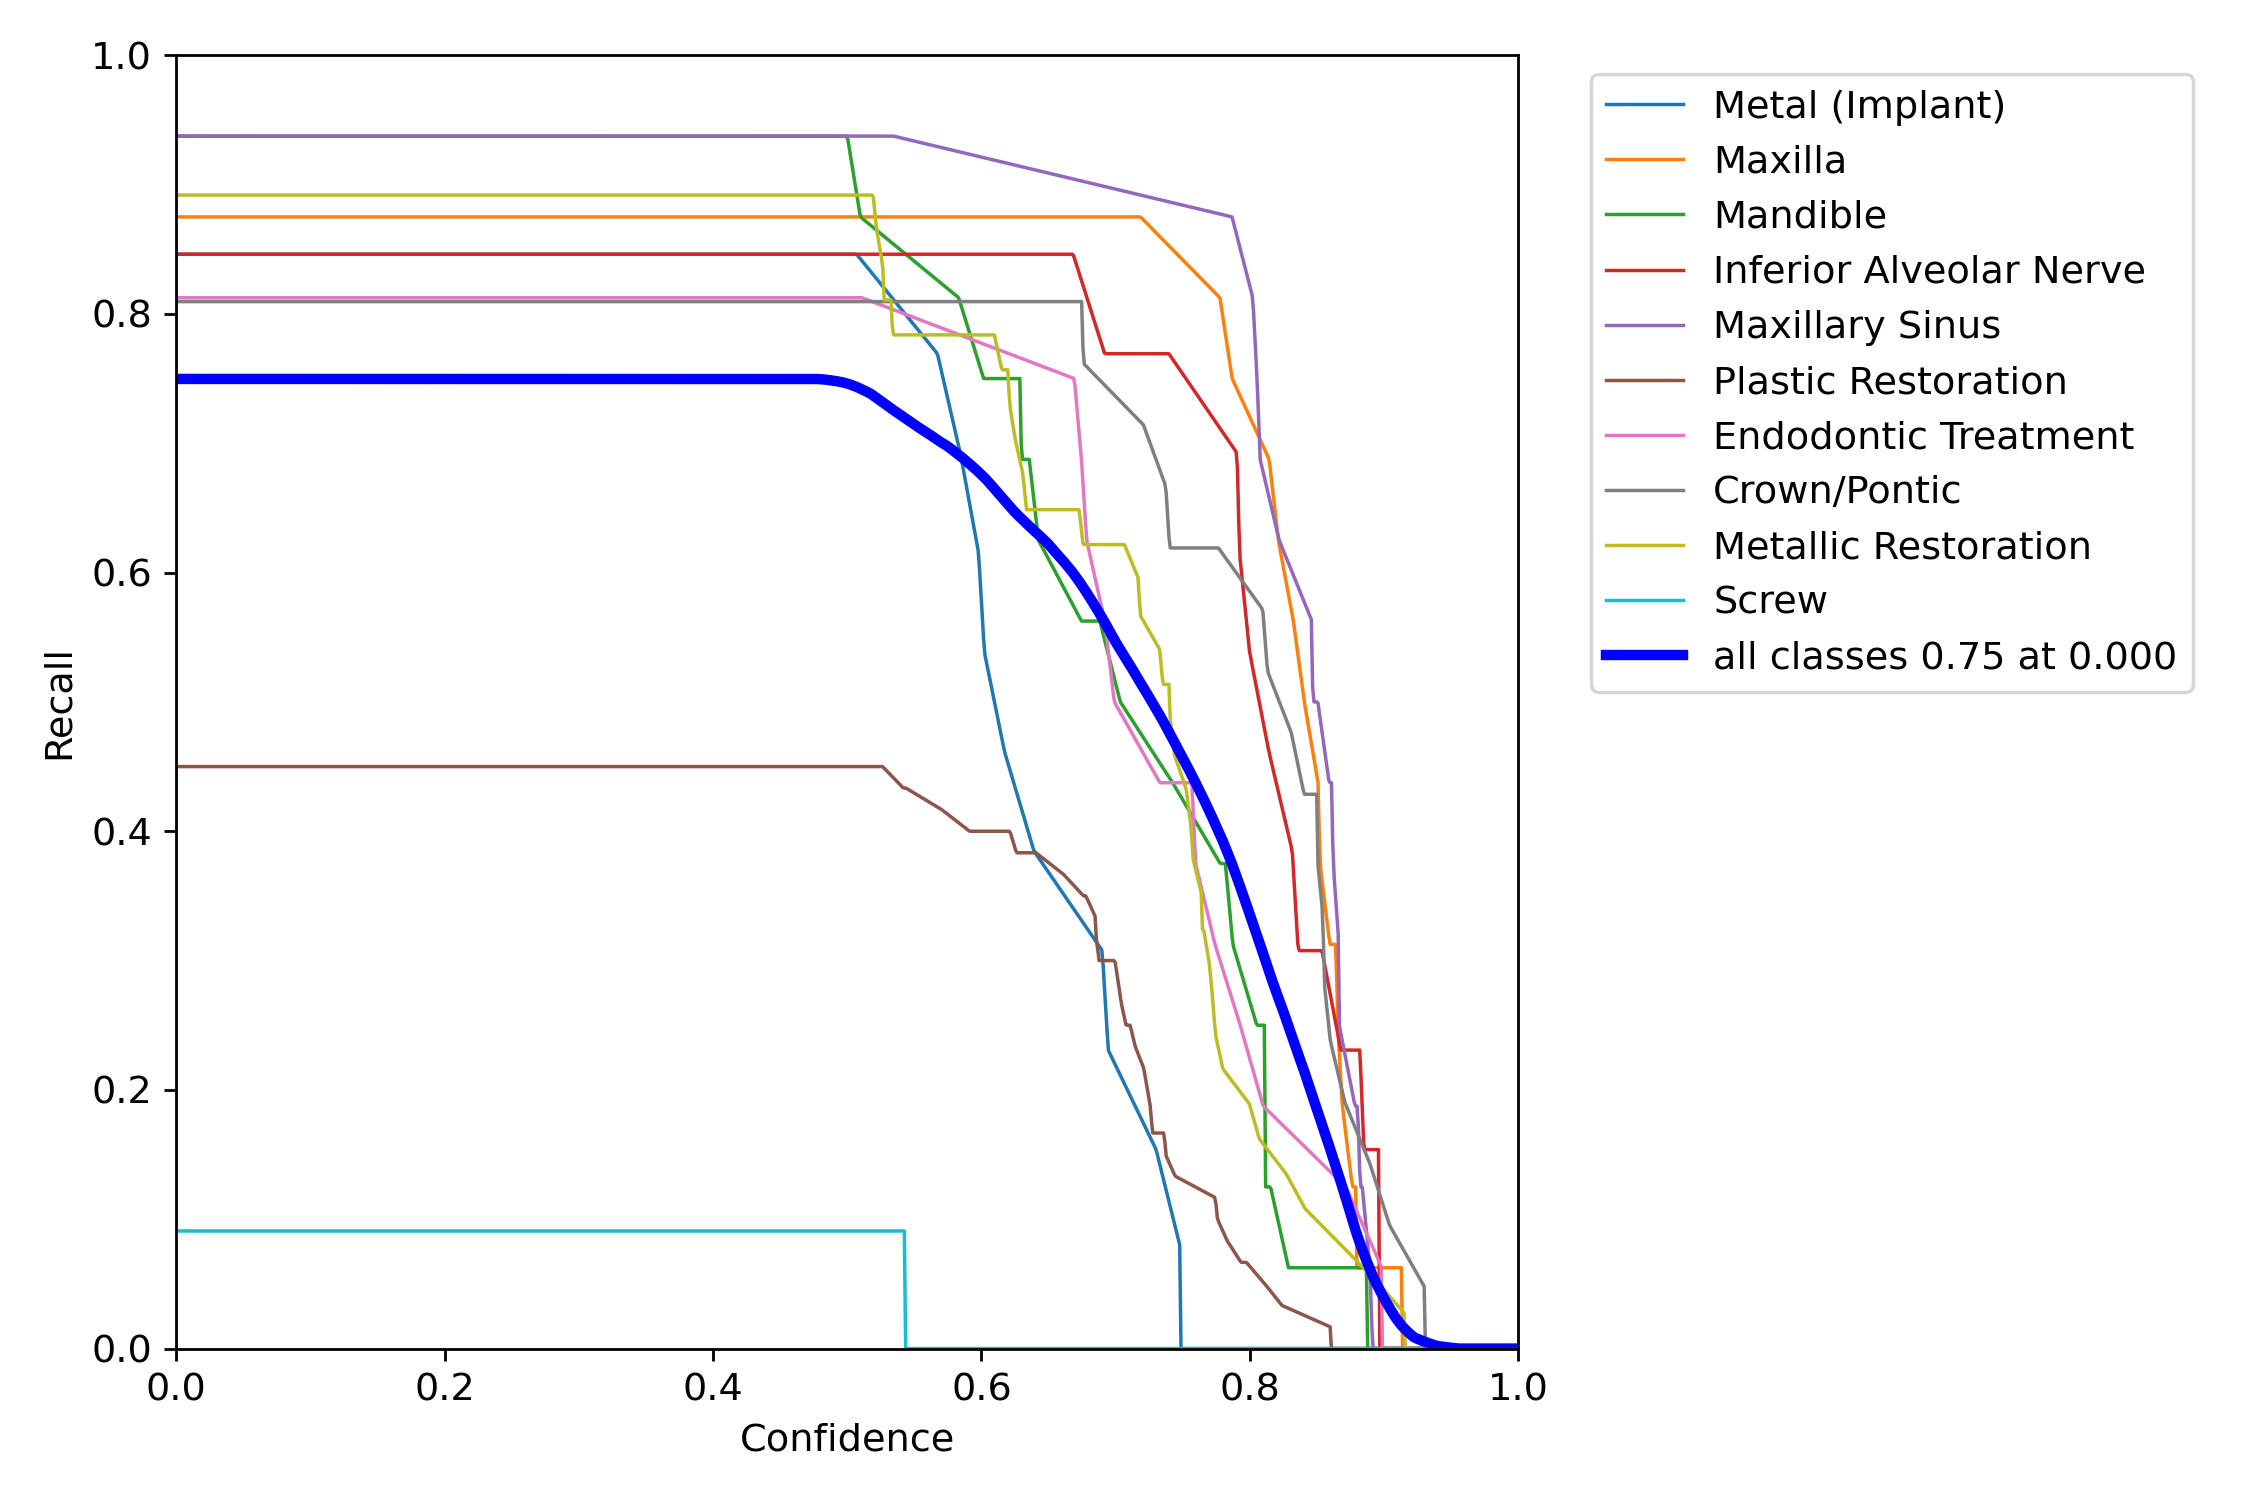 1.0
0.8
0.6
0.4
0.2
0.0
Recall
0.0 0.2 0.4 0.6 0.8 1.0
Confidence
Metal (Implant)
Maxilla
Mandible
Inferior Alveolar Nerve
Maxillary Sinus
Plastic Restoration
Endodontic Treatment
Crown/Pontic
Metallic Restoration
Screw
all classes 0.75 at 0.000